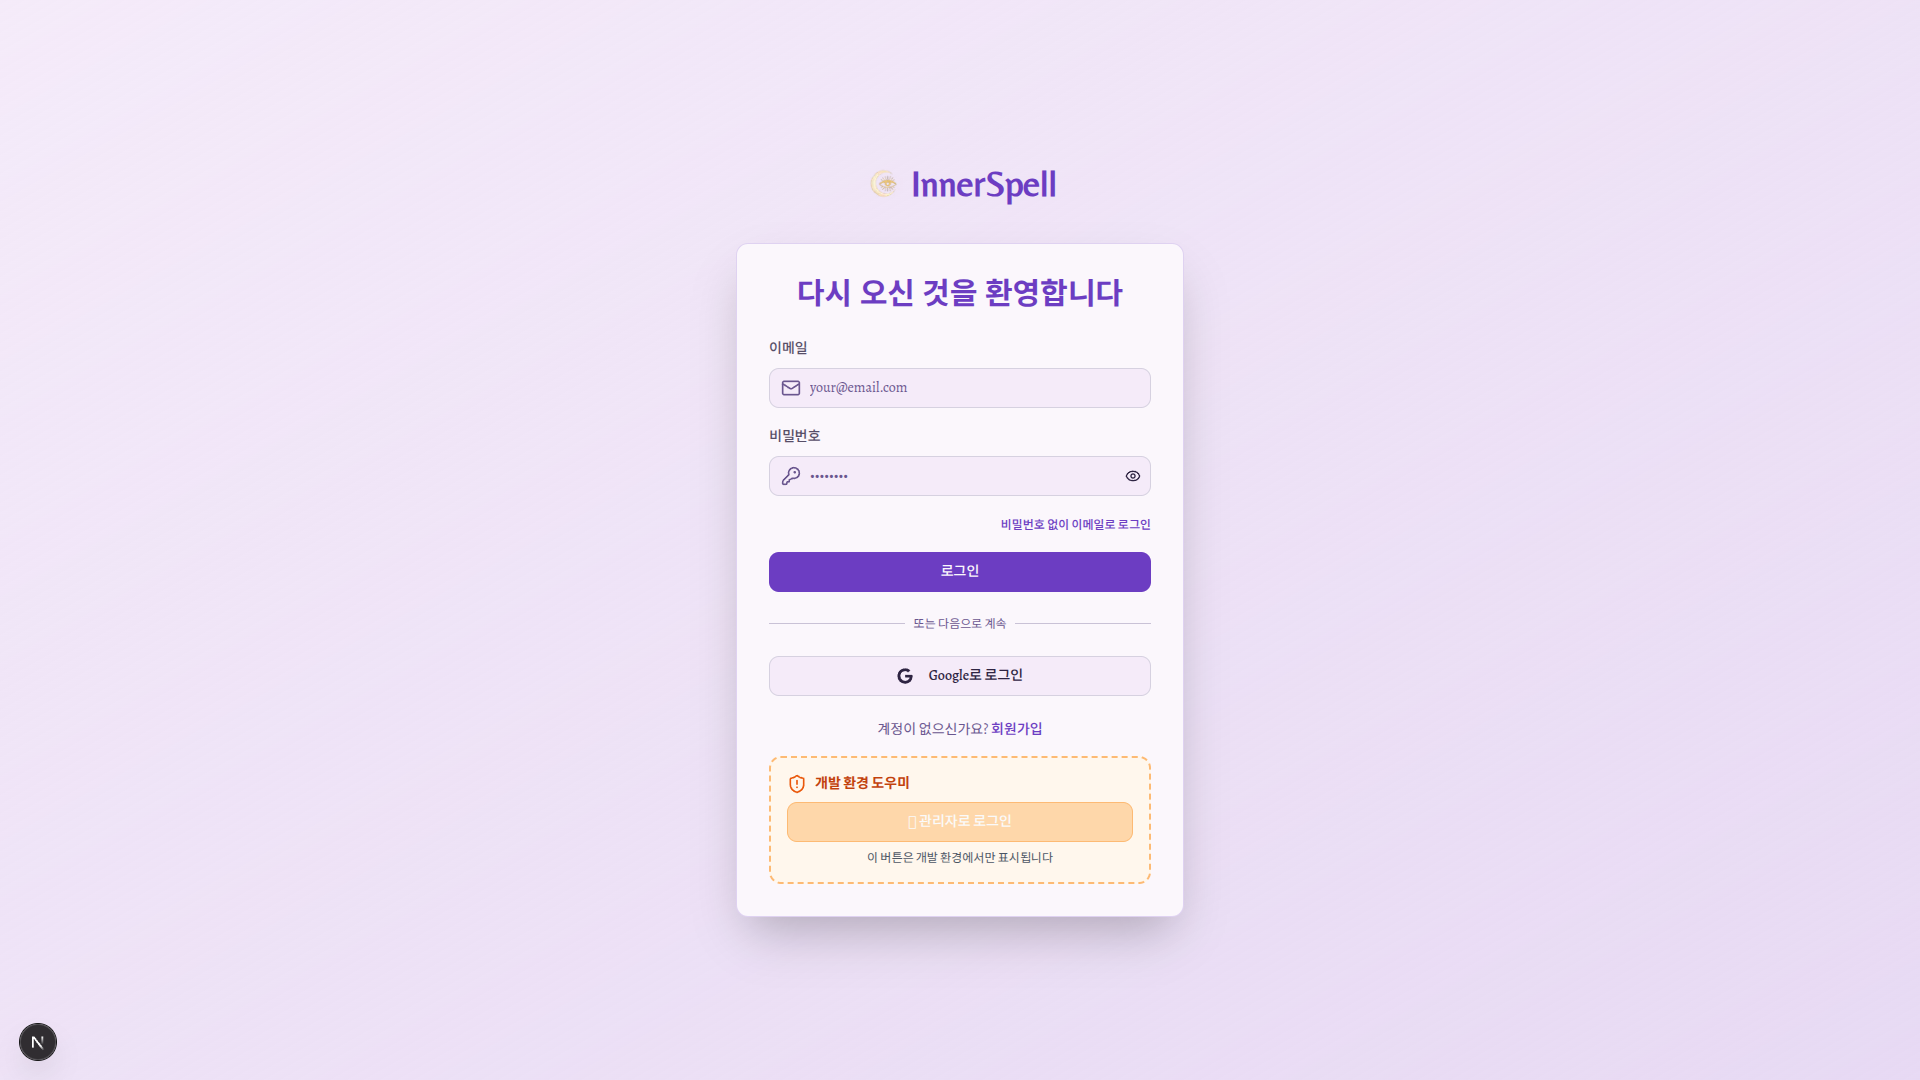 InnerSpell
다시 오신 것을 환영합니다
이메일
your@email.com
비밀번호
••••••••
비밀번호 없이 이메일로 로그인
로그인
또는 다음으로 계속
Google로 로그인
계정이 없으신가요? 회원가입
개발 환경 도우미
관리자로 로그인
이 버튼은 개발 환경에서만 표시됩니다
N